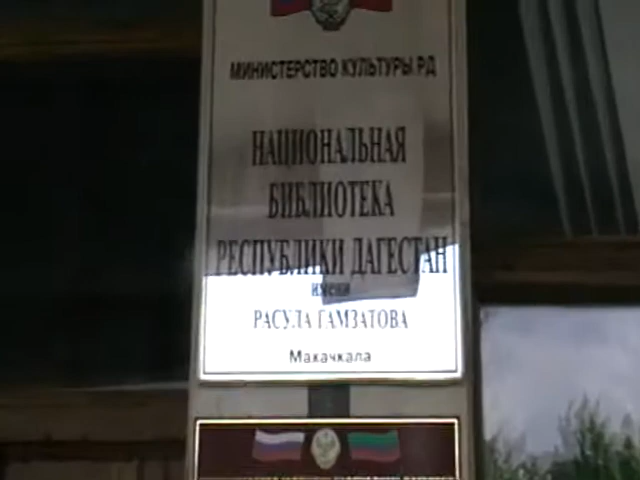 МИНИСТЕРСТВО КУЛЬТУРЫ РД
НАЦИОНАЛЬНАЯ
БИБЛИОТЕКА
РЕСПУБЛИКИ ДАГЕСТАН
имени
РАСУЛА ГАМЗАТОВА
Махачкала